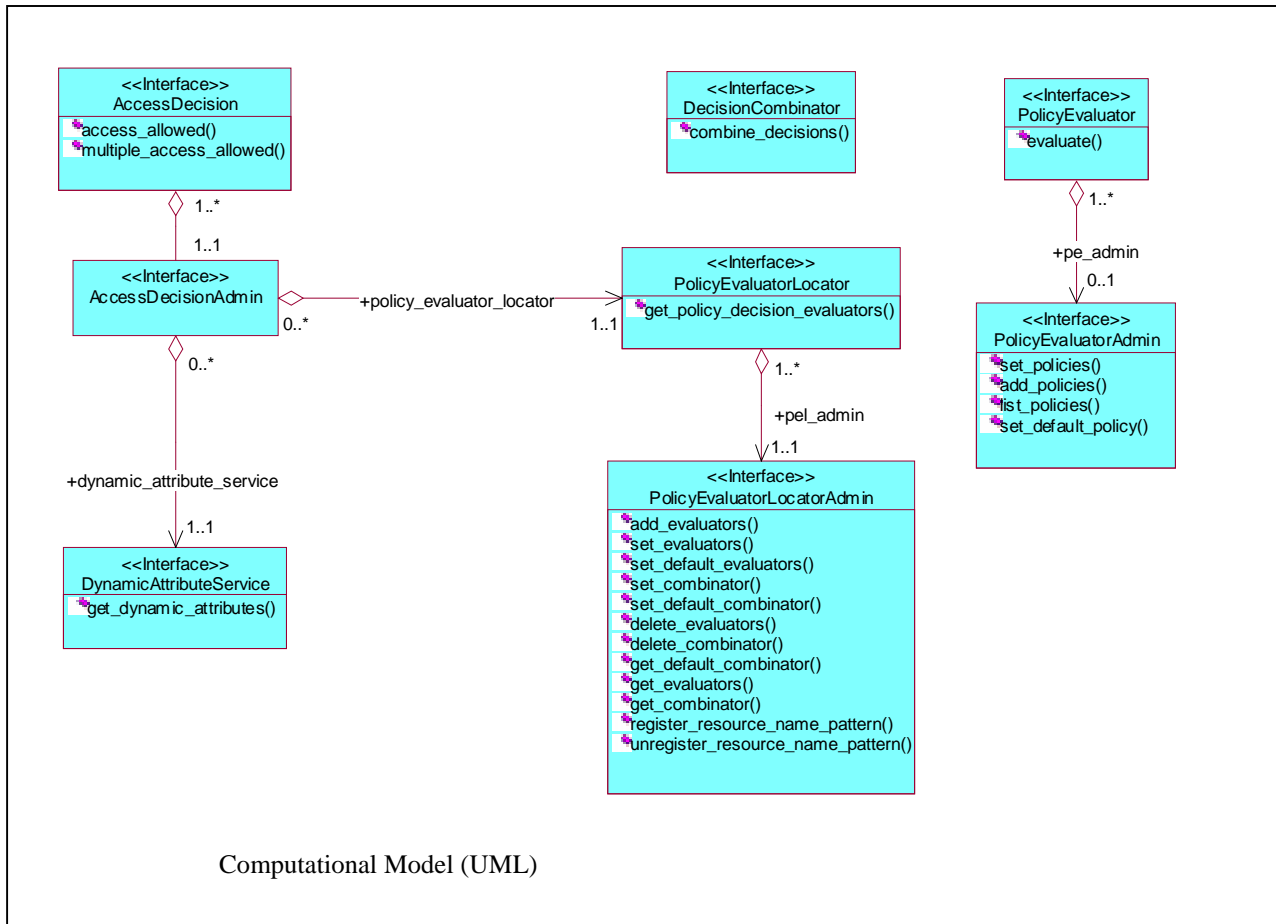 <<Interface>>
AccessDecision
access_allowed()
multiple_access_allowed()
1..*
1..1
<<Interface>>
AccessDecisionAdmin
0..*
+policy_evaluator_locator
1..1
0..*
+dynamic_attribute_service
1..1
<<Interface>>
DynamicAttributeService
get_dynamic_attributes()
<<Interface>>
DecisionCombinator
combine_decisions()
<<Interface>>
PolicyEvaluatorLocator
get_policy_decision_evaluators()
1..*
+pel_admin
1..1
<<Interface>>
PolicyEvaluatorLocatorAdmin
add_evaluators()
set_evaluators()
set_default_evaluators()
set_combinator()
set_default_combinator()
delete_evaluators()
delete_combinator()
get_default_combinator()
get_evaluators()
get_combinator()
register_resource_name_pattern()
unregister_resource_name_pattern()
<<Interface>>
PolicyEvaluator
evaluate()
1..*
+pe_admin
0..1
<<Interface>>
PolicyEvaluatorAdmin
set_policies()
add_policies()
list_policies()
set_default_policy()
Computational Model (UML)